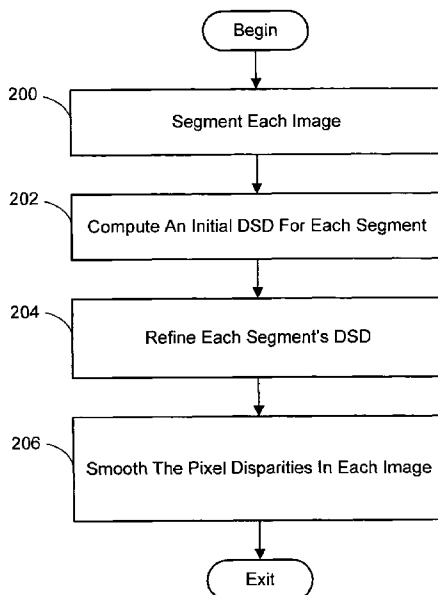 Begin
200
Segment Each Image
202
Compute An Initial DSD For Each Segment
204
Refine Each Segment's DSD
206
Smooth The Pixel Disparities In Each Image
Exit